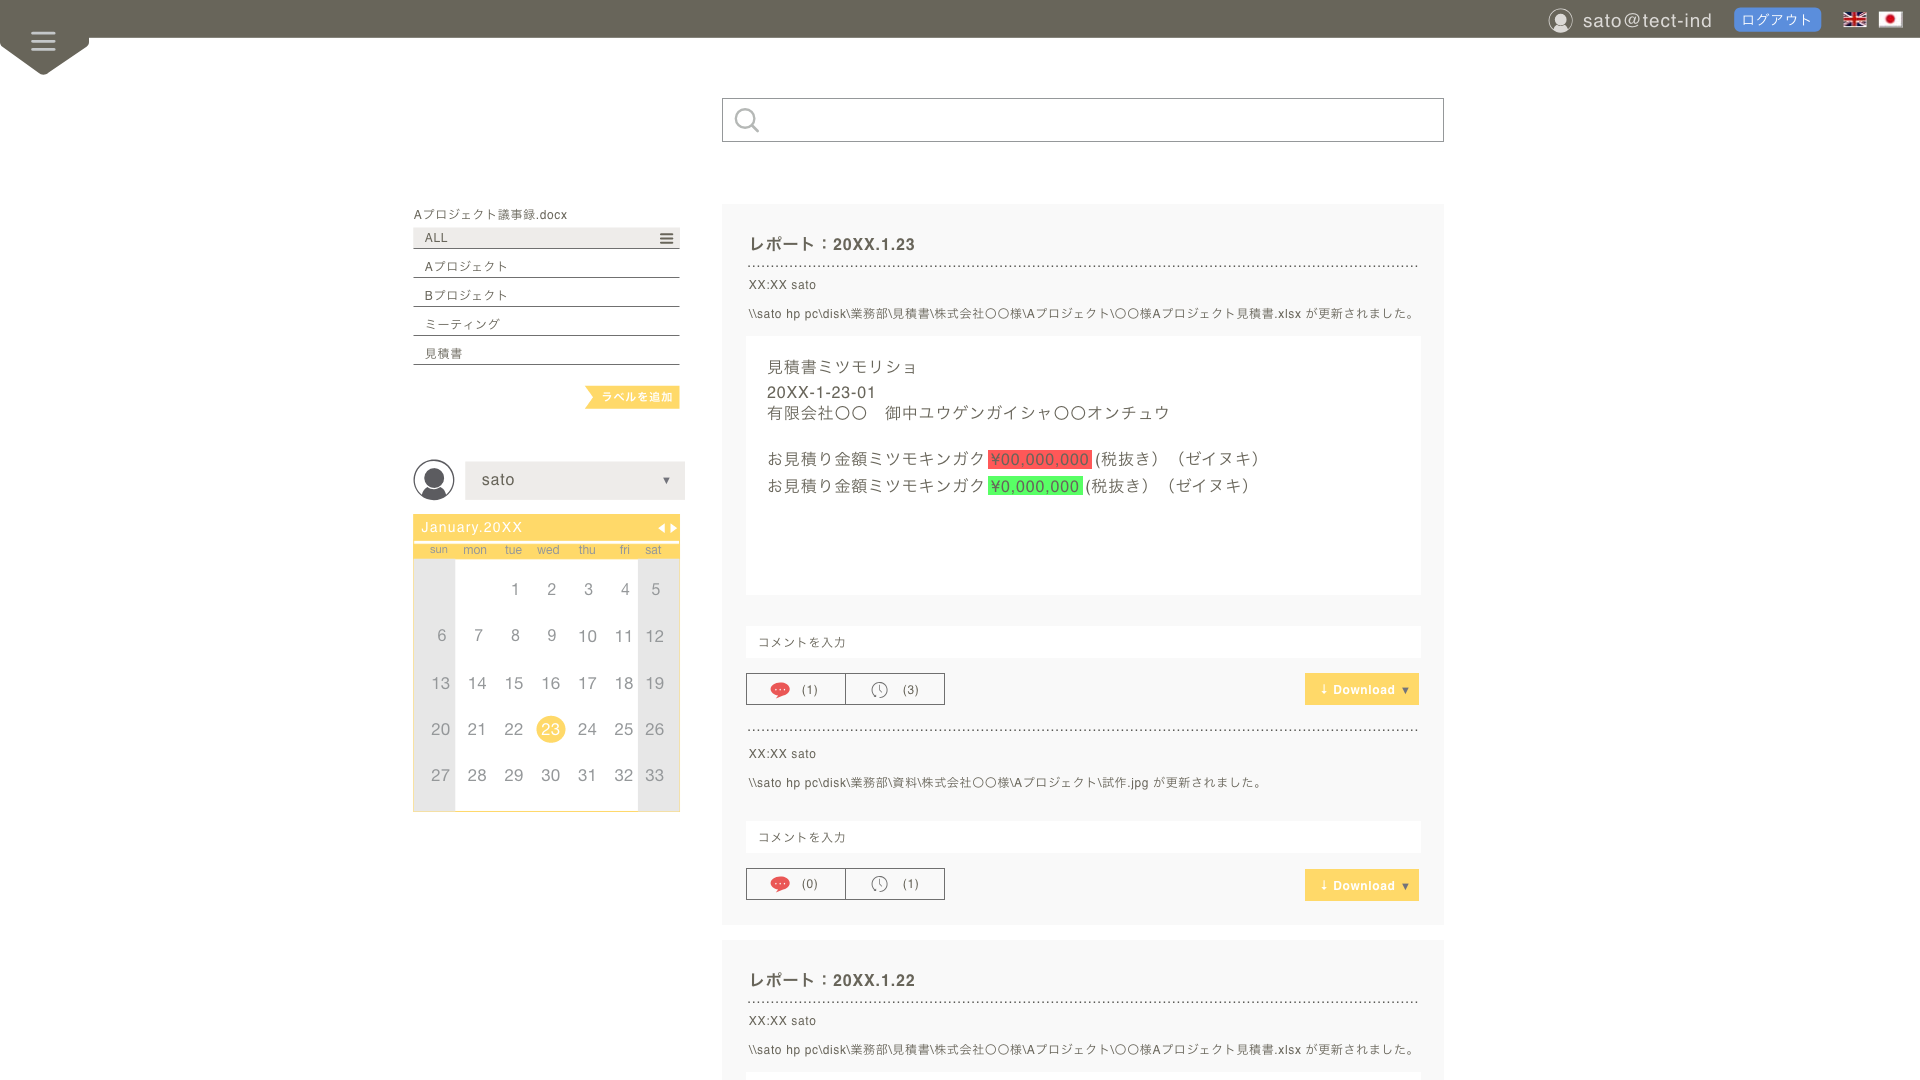 sato@tect-ind ログアウト
Aプロジェクト議事録.docx
ALL
Aプロジェクト
Bプロジェクト
ミーティング
見積書
ラベルを追加
sato ▼
January.20XX
sun mon tue wed thu fri sat
1 2 3 4 5
6 7 8 9 10 11 12
13 14 15 16 17 18 19
20 21 22 23 24 25 26
27 28 29 30 31 32 33
レポート：20XX.1.23
XX:XX sato
\\sato hp pc\disk\業務部\見積書\株式会社〇〇様\Aプロジェクト\〇〇様Aプロジェクト見積書.xlsx が更新されました。
見積書ミツモリショ
20XX-1-23-01
有限会社〇〇　御中ユウゲンガイシャ〇〇オンチュウ
お見積り金額ミツモキンガク ¥00,000,000 (税抜き）（ゼイヌキ）
お見積り金額ミツモキンガク ¥0,000,000 (税抜き）（ゼイヌキ）
コメントを入力
(1) (3) ↓ Download ▼
XX:XX sato
\\sato hp pc\disk\業務部\資料\株式会社〇〇様\Aプロジェクト\試作.jpg が更新されました。
コメントを入力
(0) (1) ↓ Download ▼
レポート：20XX.1.22
XX:XX sato
\\sato hp pc\disk\業務部\見積書\株式会社〇〇様\Aプロジェクト\〇〇様Aプロジェクト見積書.xlsx が更新されました。